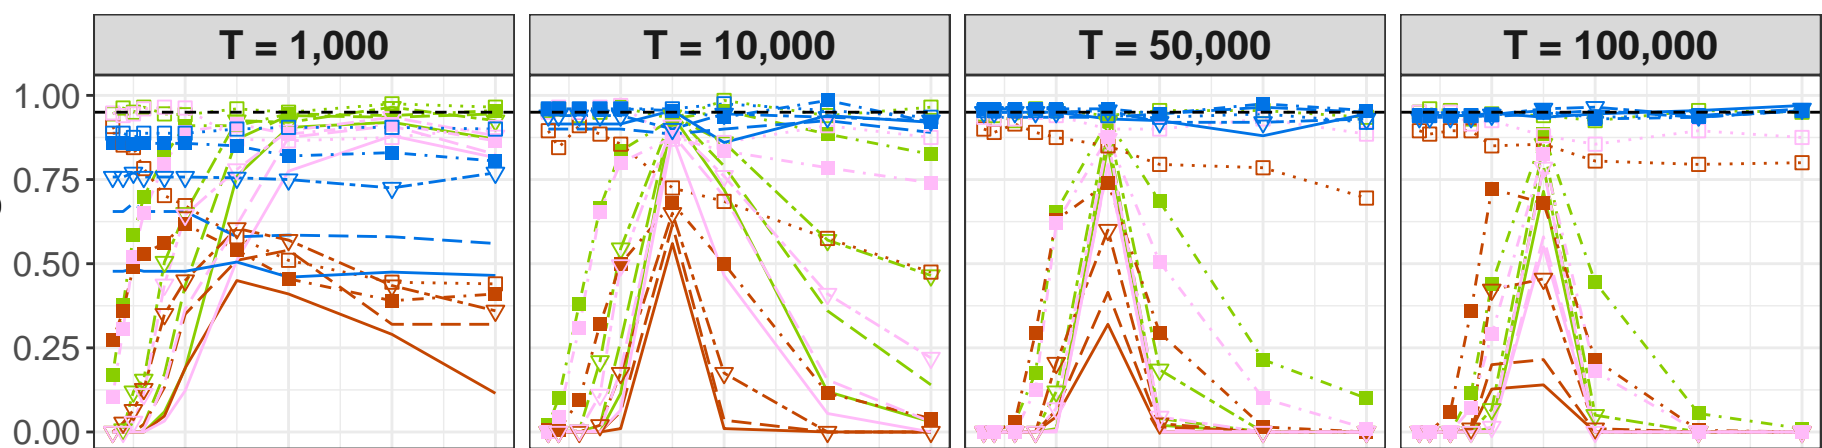 T = 1,000
T = 10,000
T = 50,000
T = 100,000
1.00
0.75
0.50
0.25
0.00